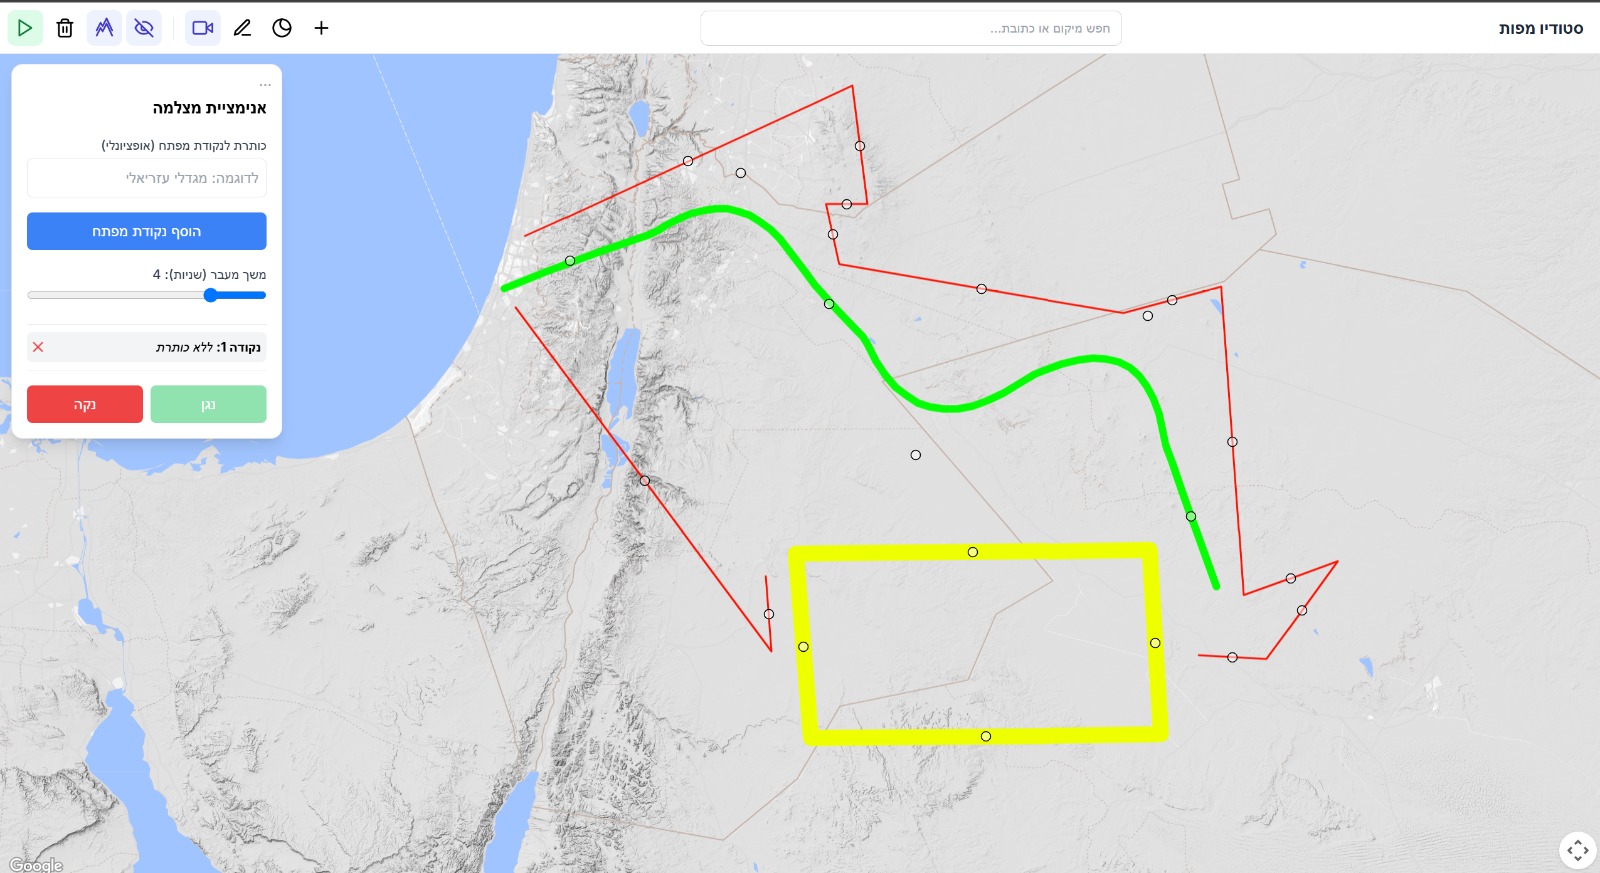 סטודיו מפות
חפש מיקום או כתובת...
...
אנימציית מצלמה
כותרת לנקודת מפתח (אופציונלי)
לדוגמה: מגדלי עזריאלי
הוסף נקודת מפתח
משך מעבר (שניות): 4
נקודה 1: ללא כותרת
נגן
נקה
Google